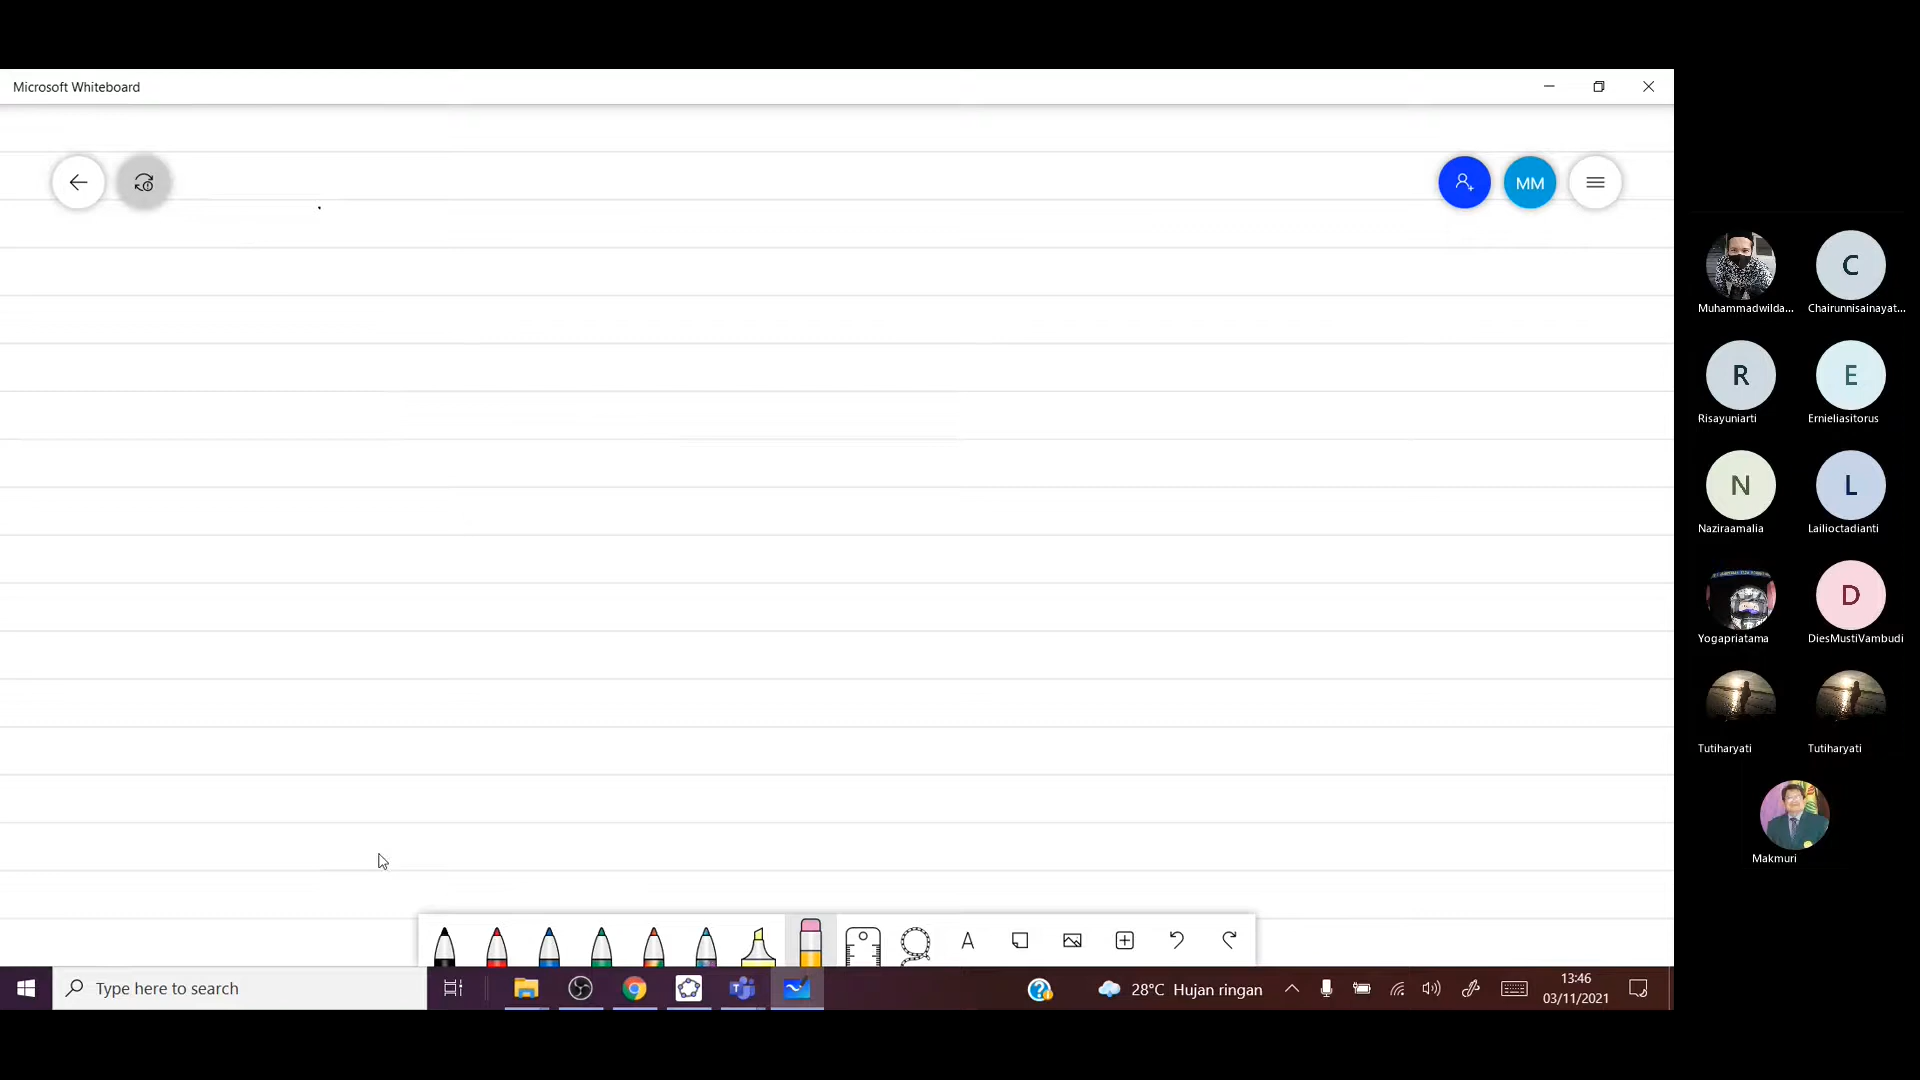 Microsoft Whiteboard
MM
Muhammadwilda...
C
Chairunnisainayat...
R
Risayuniarti
E
Ernieliasitorus
N
Naziraamalia
L
Lailioctadianti
Yogapriatama
D
DiesMustiVambudi
Tutiharyati
Tutiharyati
Makmuri
A
Type here to search
28°C Hujan ringan
13:46
03/11/2021